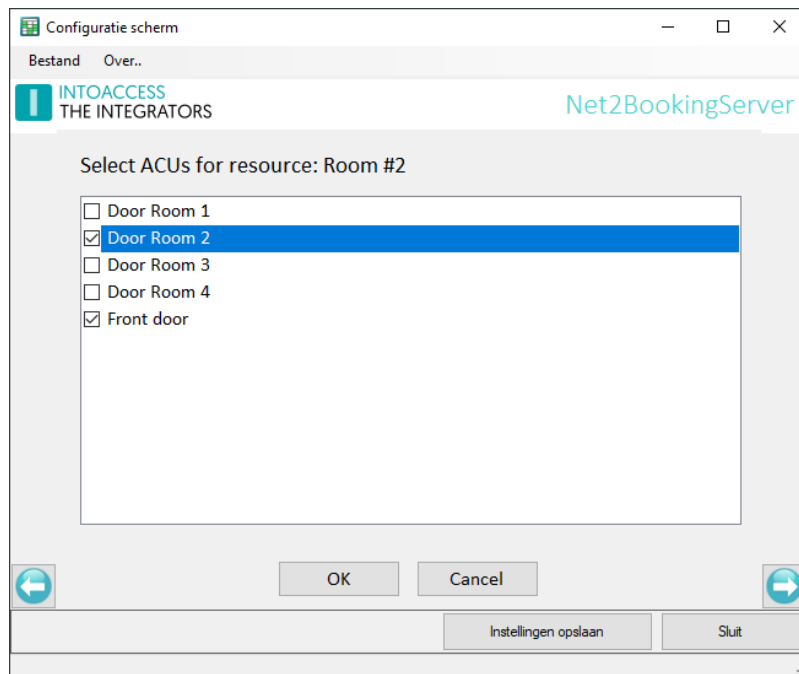 Configuratie scherm
Bestand Over..
INTOACCESS
THE INTEGRATORS
Net2BookingServer
Select ACUs for resource: Room #2
Door Room 1
Door Room 2
Door Room 3
Door Room 4
Front door
OK Cancel
Instellingen opslaan Sluit